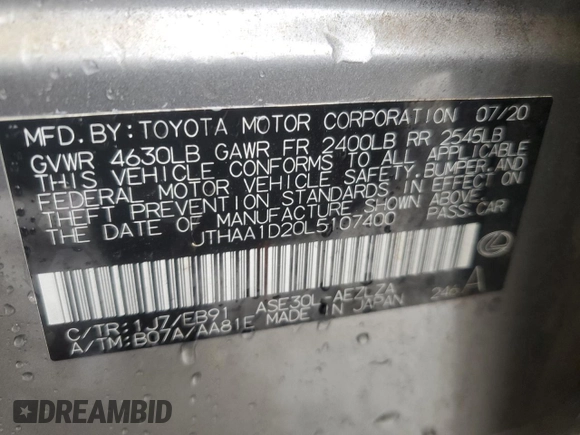 MFD. BY: TOYOTA MOTOR CORPORATION 07/20
GVWR 4630LB GAWR FR 2400LB RR 2545LB
THIS VEHICLE CONFORMS TO ALL APPLICABLE
FEDERAL MOTOR VEHICLE SAFETY, BUMPER, AND
THEFT PREVENTION STANDARDS IN EFFECT ON
THE DATE OF MANUFACTURE SHOWN ABOVE.
JTHAA1D20L5107400 PASS. CAR
C/TR: 1J7/EB91 ASE30L-AEZLZA 246 A
A/TM: B07A/AA81E MADE IN JAPAN
DREAMBID